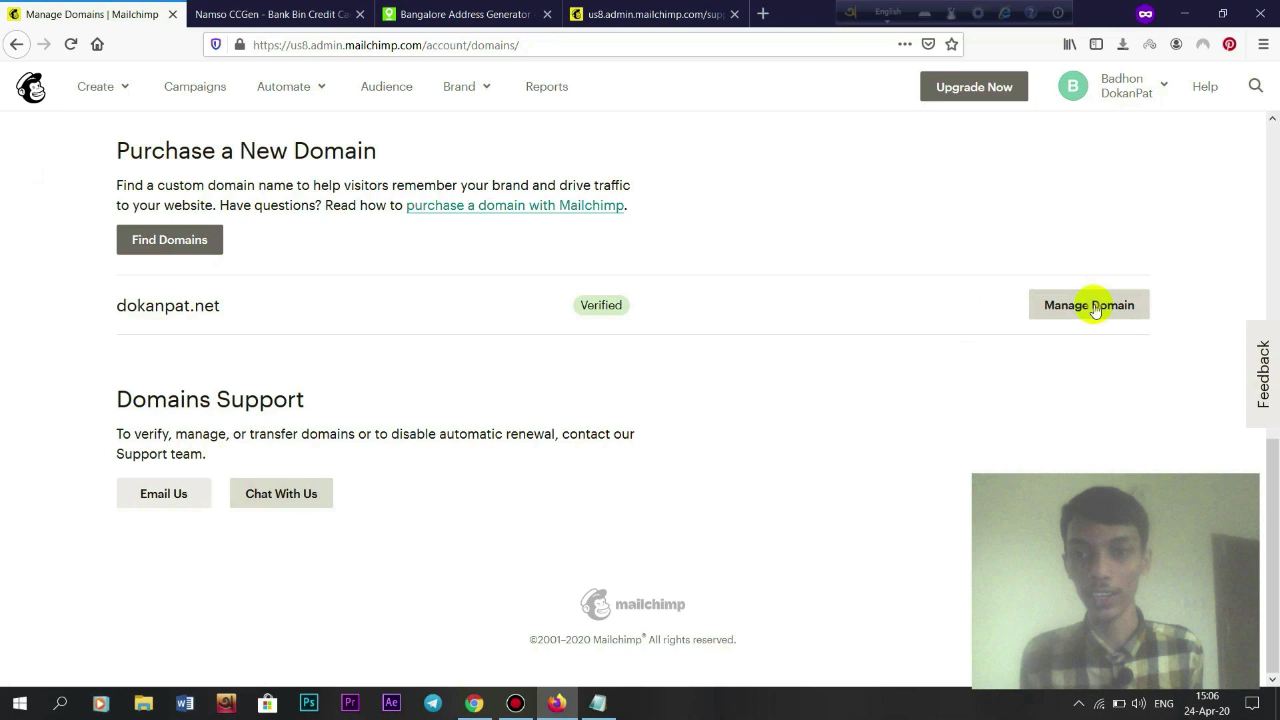 Manage Domains | Mailchimp
Namso CCGen - Bank Bin Credit Ca
Bangalore Address Generator -
us8.admin.mailchimp.com/sup
English
https://us8.admin.mailchimp.com/account/domains/
Create
Campaigns
Automate
Audience
Brand
Reports
Upgrade Now
B
Badhon
DokanPat
Help
Purchase a New Domain
Find a custom domain name to help visitors remember your brand and drive traffic
to your website. Have questions? Read how to purchase a domain with Mailchimp.
Find Domains
dokanpat.net
Verified
Manage Domain
Feedback
Domains Support
To verify, manage, or transfer domains or to disable automatic renewal, contact our
Support team.
Email Us
Chat With Us
mailchimp
©2001–2020 Mailchimp® All rights reserved.
Ps
Pr
Ae
ENG
15:06
24-Apr-20